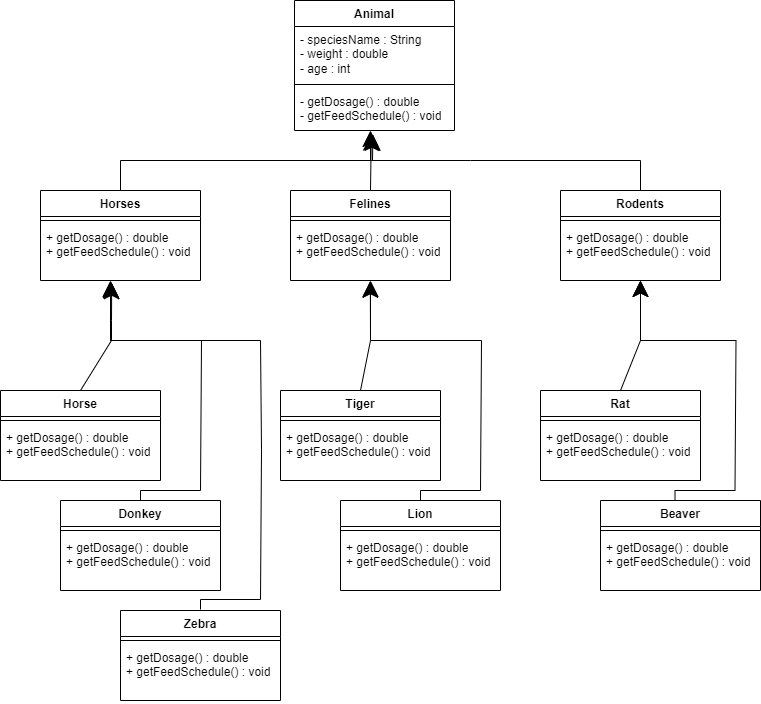 Animal
- speciesName : String
- weight : double
- age : int
- getDosage() : double
- getFeedSchedule() : void
Horses
+ getDosage() : double
+ getFeedSchedule() : void
Felines
+ getDosage() : double
+ getFeedSchedule() : void
Rodents
+ getDosage() : double
+ getFeedSchedule() : void
Horse
+ getDosage() : double
+ getFeedSchedule() : void
Tiger
+ getDosage() : double
+ getFeedSchedule() : void
Rat
+ getDosage() : double
+ getFeedSchedule() : void
Donkey
+ getDosage() : double
+ getFeedSchedule() : void
Lion
+ getDosage() : double
+ getFeedSchedule() : void
Beaver
+ getDosage() : double
+ getFeedSchedule() : void
Zebra
+ getDosage() : double
+ getFeedSchedule() : void